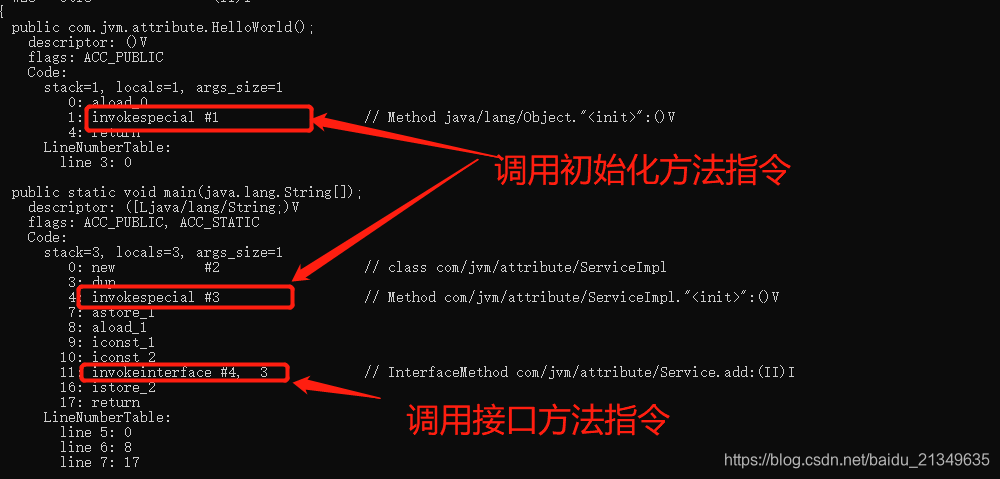 {
public com.jvm.attribute.HelloWorld();
descriptor: ()V
flags: ACC_PUBLIC
Code:
stack=1, locals=1, args_size=1
0: aload_0
1: invokespecial #1 // Method java/lang/Object."<init>":()V
4: return
LineNumberTable:
line 3: 0
调用初始化方法指令
public static void main(java.lang.String[]);
descriptor: ([Ljava/lang/String;)V
flags: ACC_PUBLIC, ACC_STATIC
Code:
stack=3, locals=3, args_size=1
0: new #2 // class com/jvm/attribute/ServiceImpl
3: dup
4: invokespecial #3 // Method com/jvm/attribute/ServiceImpl."<init>":()V
7: astore_1
8: aload_1
9: iconst_1
10: iconst_2
11: invokeinterface #4, 3 // InterfaceMethod com/jvm/attribute/Service.add:(II)I
16: istore_2
17: return
调用接口方法指令
LineNumberTable:
line 5: 0
line 6: 8
line 7: 17
https://blog.csdn.net/baidu_21349635